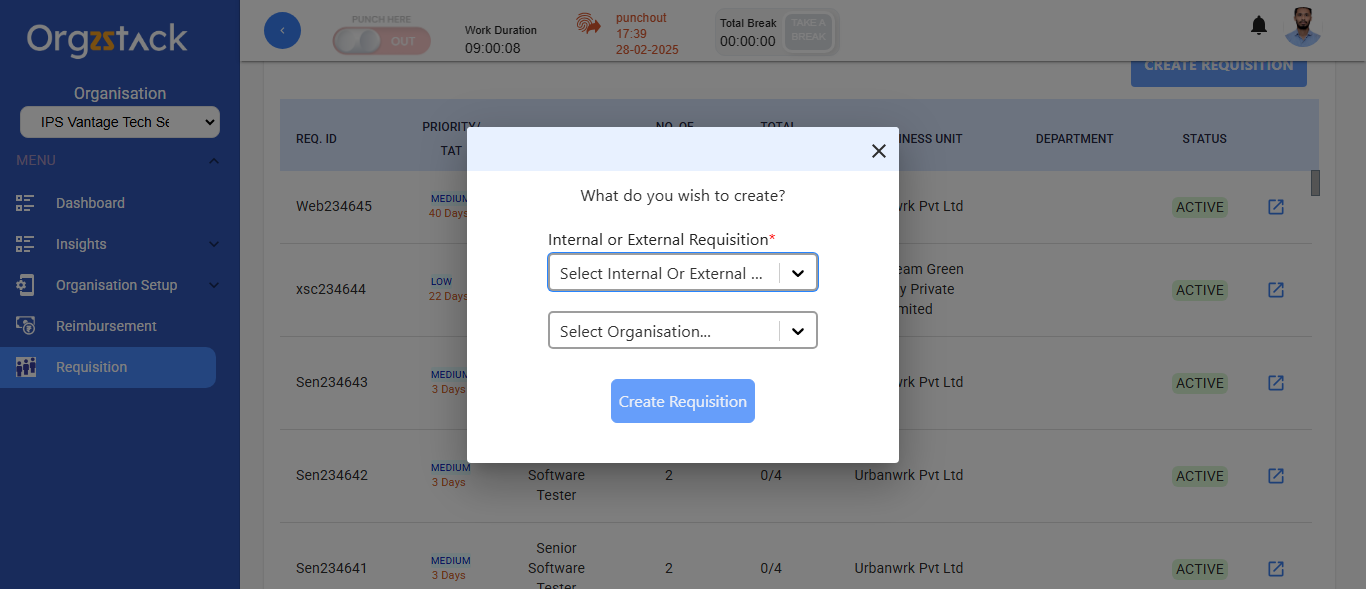 Orgzstack
Organisation
IPS Vantage Tech Se
MENU
Dashboard
Insights
Organisation Setup
Reimbursement
Requisition
PUNCH HERE
OUT
Work Duration
09:00:08
punchout
17:39
28-02-2025
Total Break
00:00:00
TAKE A
BREAK
CREATE REQUISITION
REQ. ID
PRIORITY/
TAT
NO. OF
TOTAL
NESS UNIT
DEPARTMENT
STATUS
Web234645
MEDIUM
40 Days
rk Pvt Ltd
ACTIVE
xsc234644
LOW
22 Days
eam Green
y Private
mited
ACTIVE
Sen234643
MEDIUM
3 Days
rk Pvt Ltd
ACTIVE
Sen234642
MEDIUM
3 Days
Software
Tester
2
0/4
Urbanwrk Pvt Ltd
ACTIVE
Sen234641
MEDIUM
3 Days
Senior
Software
Tester
2
0/4
Urbanwrk Pvt Ltd
ACTIVE
What do you wish to create?
Internal or External Requisition*
Select Internal Or External ...
Select Organisation...
Create Requisition